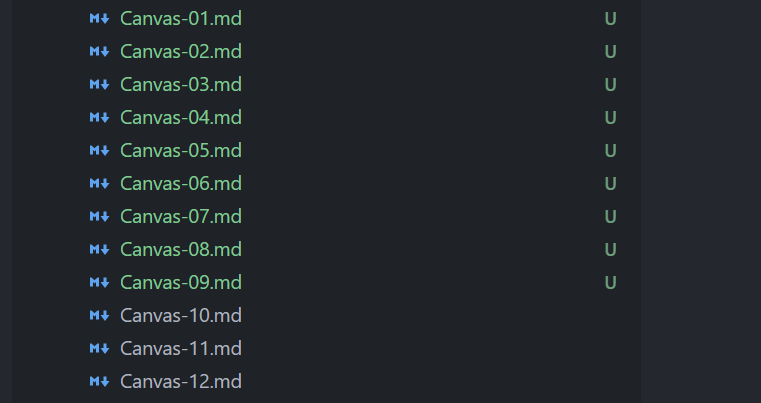 Canvas-01.md U
Canvas-02.md U
Canvas-03.md U
Canvas-04.md U
Canvas-05.md U
Canvas-06.md U
Canvas-07.md U
Canvas-08.md U
Canvas-09.md U
Canvas-10.md
Canvas-11.md
Canvas-12.md